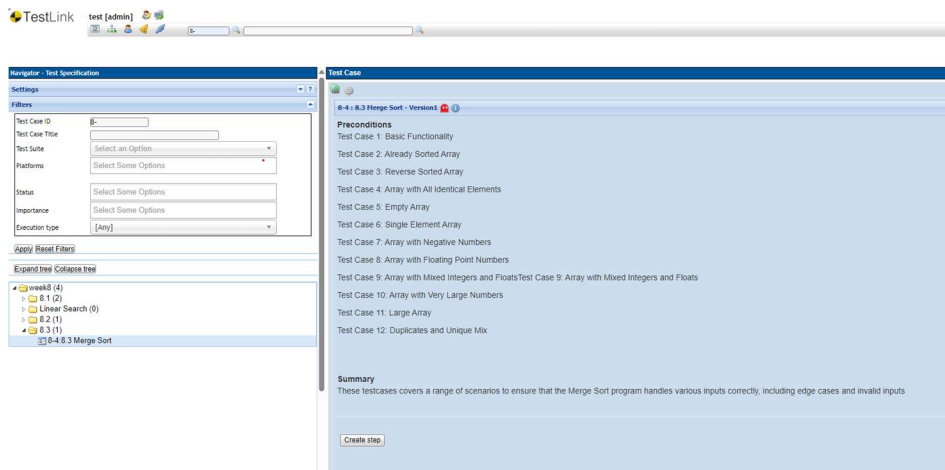 TestLink
test [admin]
8-
Navigator - Test Specification
Settings
?
Filters
Test Case ID
8-
Test Case Title
Test Suite
Select an Option
Platforms
Select Some Options
*
Status
Select Some Options
Importance
Select Some Options
Execution type
[Any]
Apply Reset Filters
Expand tree Collapse tree
week8 (4)
8.1 (2)
Linear Search (0)
8.2 (1)
8.3 (1)
8-4:8.3 Merge Sort
Test Case
8-4 : 8.3 Merge Sort - Version1
Preconditions
Test Case 1: Basic Functionality
Test Case 2: Already Sorted Array
Test Case 3: Reverse Sorted Array
Test Case 4: Array with All Identical Elements
Test Case 5: Empty Array
Test Case 6: Single Element Array
Test Case 7: Array with Negative Numbers
Test Case 8: Array with Floating Point Numbers
Test Case 9: Array with Mixed Integers and FloatsTest Case 9: Array with Mixed Integers and Floats
Test Case 10: Array with Very Large Numbers
Test Case 11: Large Array
Test Case 12: Duplicates and Unique Mix
Summary
These testcases covers a range of scenarios to ensure that the Merge Sort program handles various inputs correctly, including edge cases and invalid inputs
Create step